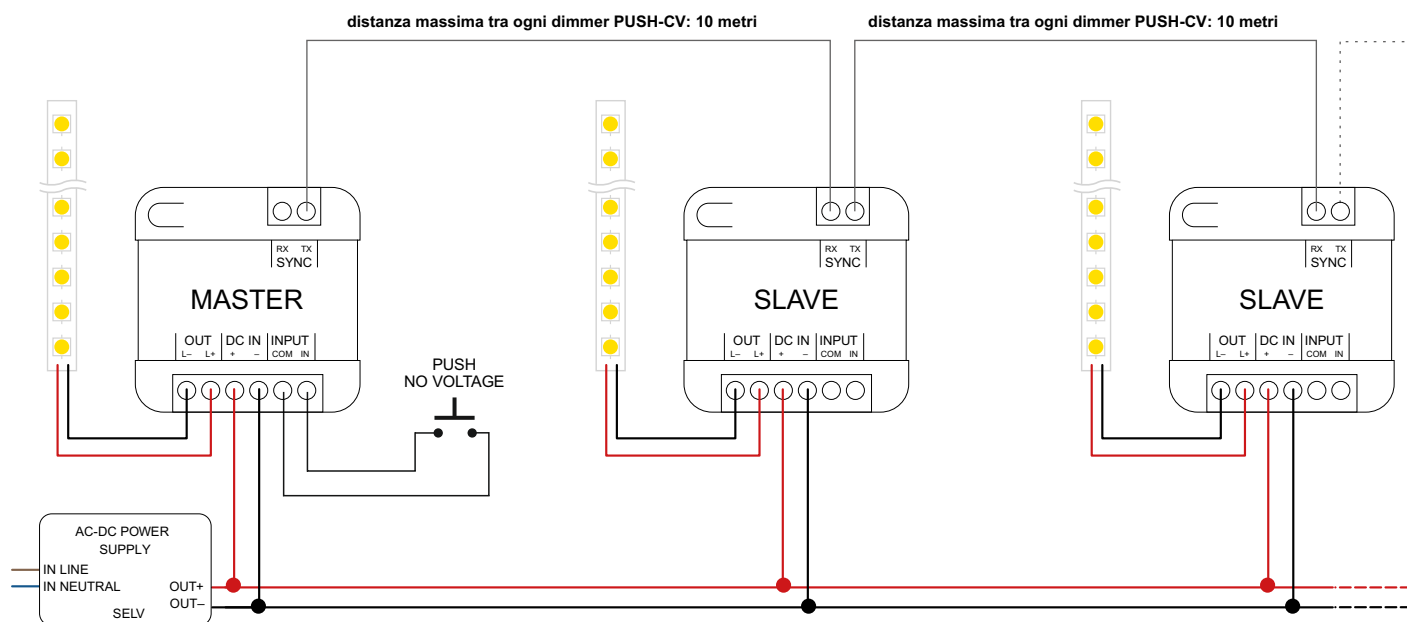 distanza massima tra ogni dimmer PUSH-CV: 10 metri
distanza massima tra ogni dimmer PUSH-CV: 10 metri
RX TX
SYNC
MASTER
OUT DC IN INPUT
L– L+ + – COM IN
RX TX
SYNC
SLAVE
OUT DC IN INPUT
L– L+ + – COM IN
RX TX
SYNC
SLAVE
OUT DC IN INPUT
L– L+ + – COM IN
PUSH
NO VOLTAGE
AC-DC POWER
SUPPLY
IN LINE
IN NEUTRAL
OUT+
OUT–
SELV